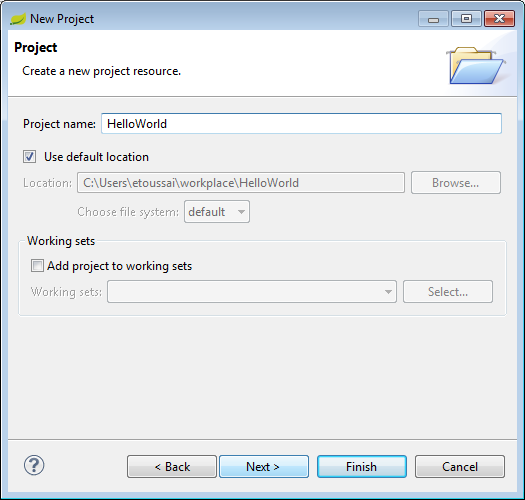 New Project
Project
Create a new project resource.
Project name: HelloWorld
Use default location
Location: C:\Users\etoussai\workplace\HelloWorld Browse...
Choose file system: default
Working sets
Add project to working sets
Working sets: Select...
? < Back Next > Finish Cancel